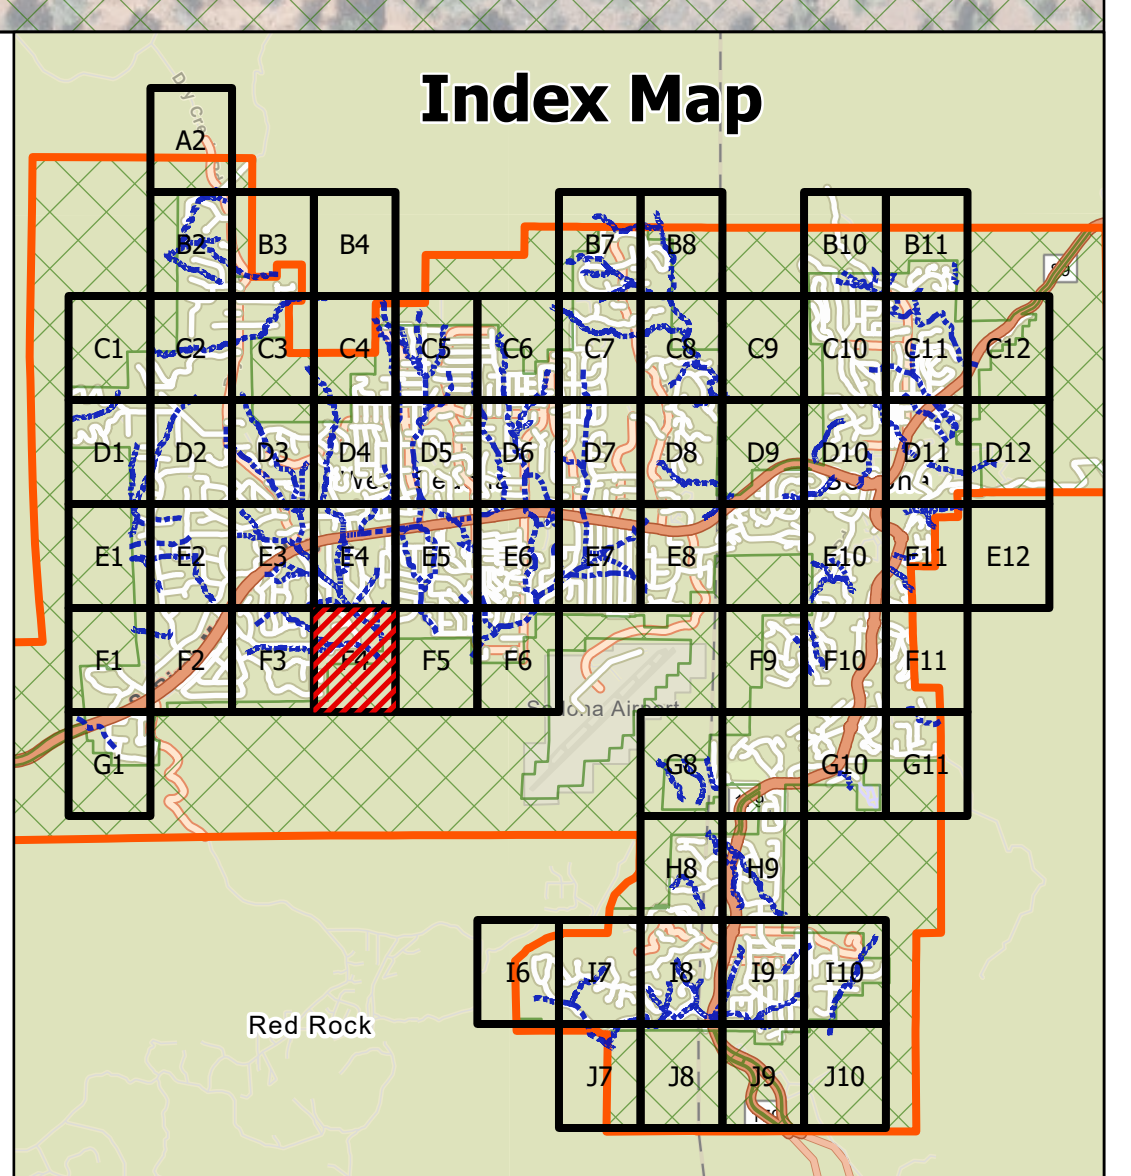 Index Map
A2
B2 B3 B4 B7 B8 B10 B11
C1 C2 C3 C4 C5 C6 C7 C8 C9 C10 C11 C12
D1 D2 D3 D4 D5 D6 D7 D8 D9 D10 D11 D12
E1 E2 E3 E4 E5 E6 E7 E8 E10 E11 E12
F1 F2 F3 F4 F5 F6 F9 F10 F11
Sedona Airport
G1 G8 G10 G11
H8 H9
I6 I7 I8 I9 I10
Red Rock
J7 J8 J9 J10